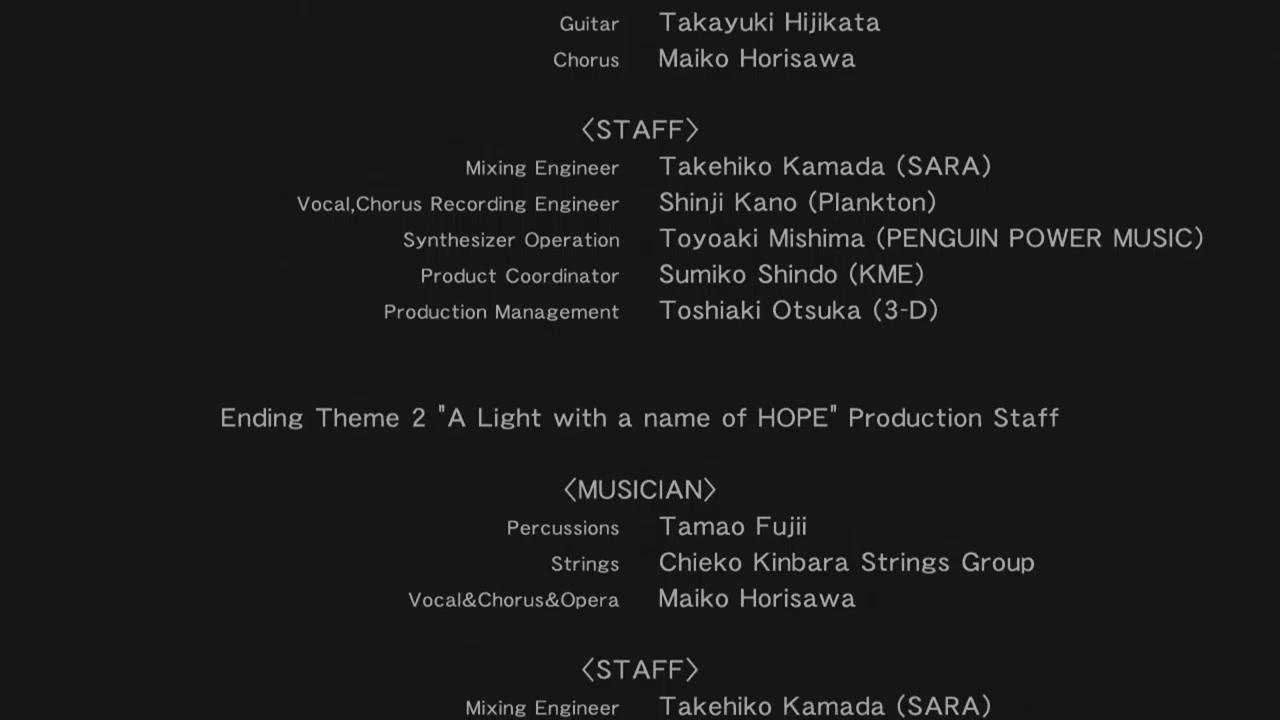 Guitar Takayuki Hijikata
Chorus Maiko Horisawa
〈STAFF〉
Mixing Engineer Takehiko Kamada (SARA)
Vocal,Chorus Recording Engineer Shinji Kano (Plankton)
Synthesizer Operation Toyoaki Mishima (PENGUIN POWER MUSIC)
Product Coordinator Sumiko Shindo (KME)
Production Management Toshiaki Otsuka (3-D)
Ending Theme 2 "A Light with a name of HOPE" Production Staff
〈MUSICIAN〉
Percussions Tamao Fujii
Strings Chieko Kinbara Strings Group
Vocal&Chorus&Opera Maiko Horisawa
〈STAFF〉
Mixing Engineer Takehiko Kamada (SARA)